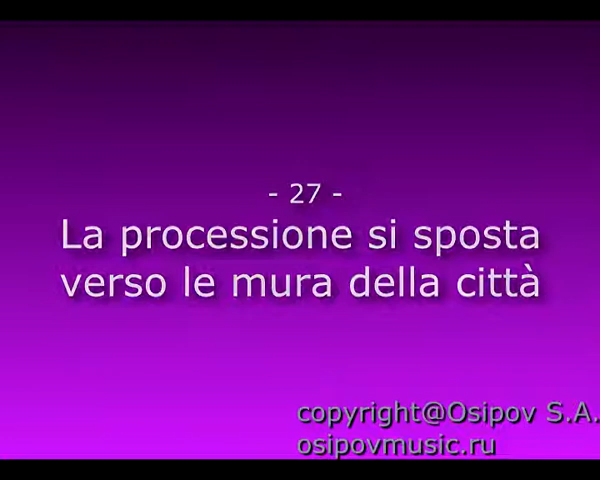 - 27 -
La processione si sposta
verso le mura della città
copyright@Osipov S.A.
osipovmusic.ru